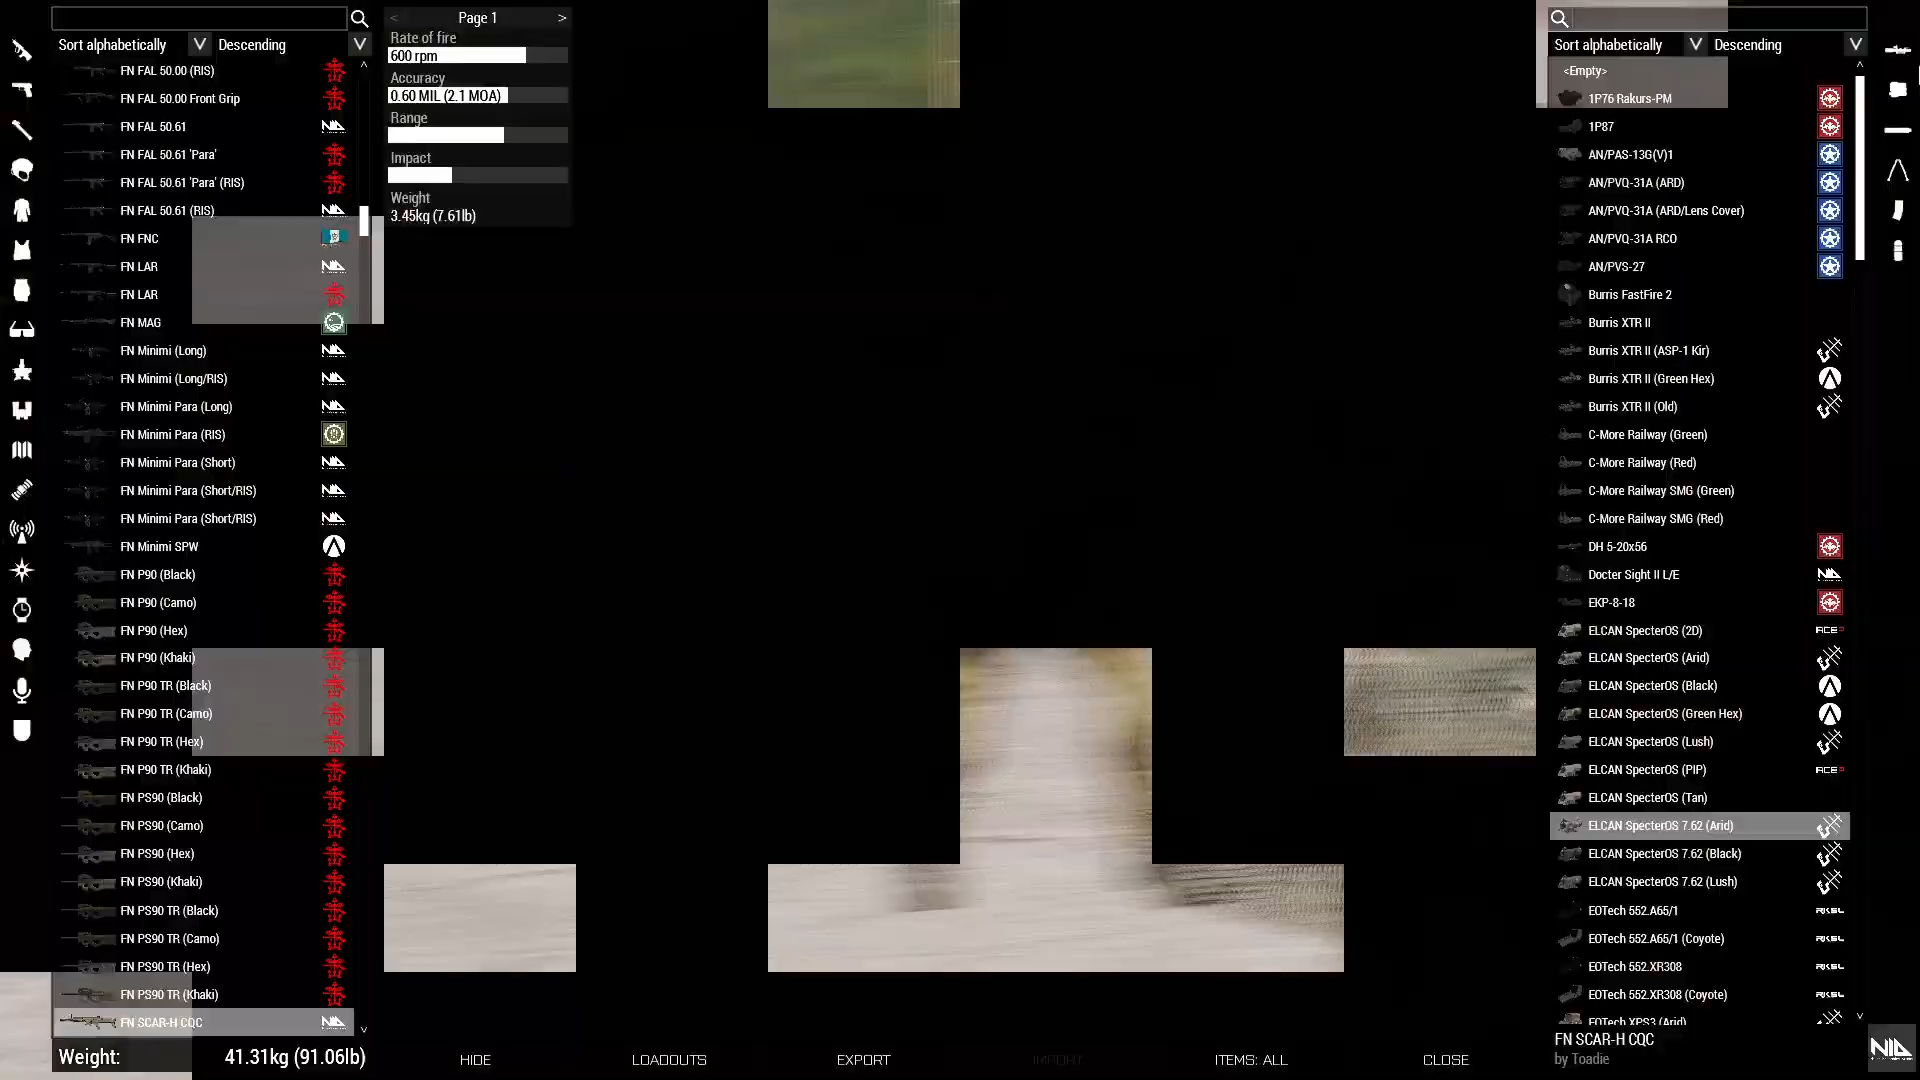 Sort alphabetically
V
Descending
V
FN FAL 50.00 (RIS)
FN FAL 50.00 Front Grip
FN FAL 50.61
FN FAL 50.61 'Para'
FN FAL 50.61 'Para' (RIS)
FN FAL 50.61 (RIS)
FN FNC
FN LAR
FN LAR
FN MAG
FN Minimi (Long)
FN Minimi (Long/RIS)
FN Minimi Para (Long)
FN Minimi Para (RIS)
FN Minimi Para (Short)
FN Minimi Para (Short/RIS)
FN Minimi Para (Short/RIS)
FN Minimi SPW
FN P90 (Black)
FN P90 (Camo)
FN P90 (Hex)
FN P90 (Khaki)
FN P90 TR (Black)
FN P90 TR (Camo)
FN P90 TR (Hex)
FN P90 TR (Khaki)
FN PS90 (Black)
FN PS90 (Camo)
FN PS90 (Hex)
FN PS90 (Khaki)
FN PS90 TR (Black)
FN PS90 TR (Camo)
FN PS90 TR (Hex)
FN PS90 TR (Khaki)
FN SCAR-H CQC
Weight: 41.31kg (91.06lb)
< Page 1 >
Rate of fire
600 rpm
Accuracy
0.60 MIL (2.1 MOA)
Range
Impact
Weight
3.45kg (7.61lb)
HIDE
LOADOUTS
EXPORT
IMPORT
ITEMS: ALL
CLOSE
Sort alphabetically
V
Descending
V
<Empty>
1P76 Rakurs-PM
1P87
AN/PAS-13G(V)1
AN/PVQ-31A (ARD)
AN/PVQ-31A (ARD/Lens Cover)
AN/PVQ-31A RCO
AN/PVS-27
Burris FastFire 2
Burris XTR II
Burris XTR II (ASP-1 Kir)
Burris XTR II (Green Hex)
Burris XTR II (Old)
C-More Railway (Green)
C-More Railway (Red)
C-More Railway SMG (Green)
C-More Railway SMG (Red)
DH 5-20x56
Docter Sight II L/E
EKP-8-18
ELCAN SpecterOS (2D) ACE3
ELCAN SpecterOS (Arid)
ELCAN SpecterOS (Black)
ELCAN SpecterOS (Green Hex)
ELCAN SpecterOS (Lush)
ELCAN SpecterOS (PIP) ACE3
ELCAN SpecterOS (Tan)
ELCAN SpecterOS 7.62 (Arid)
ELCAN SpecterOS 7.62 (Black)
ELCAN SpecterOS 7.62 (Lush)
EOTech 552.A65/1 RKSL
EOTech 552.A65/1 (Coyote) RKSL
EOTech 552.XR308 RKSL
EOTech 552.XR308 (Coyote) RKSL
EOTech XPS3 (Arid)
FN SCAR-H CQC
by Toadie